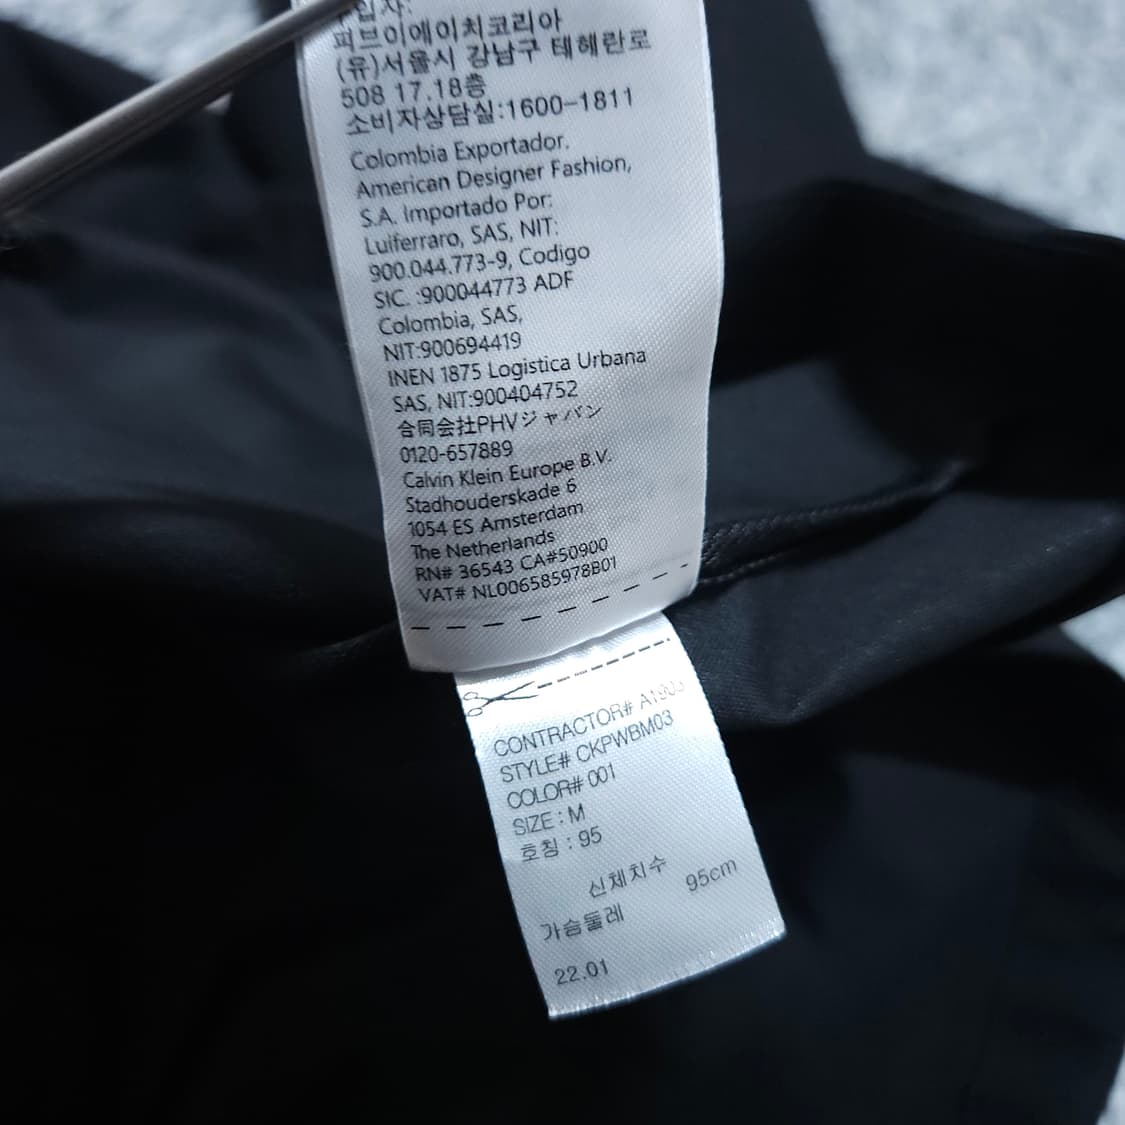 수입자:
피브이에이치코리아
(유)서울시 강남구 테헤란로
508 17,18층
소비자상담실:1600-1811
Colombia Exportador.
American Designer Fashion,
S.A. Importado Por:
Luiferraro, SAS, NIT:
900.044.773-9, Codigo
SIC. :900044773 ADF
Colombia, SAS,
NIT:900694419
INEN 1875 Logistica Urbana
SAS, NIT:900404752
合同会社PHVジャパン
0120-657889
Calvin Klein Europe B.V.
Stadhouderskade 6
1054 ES Amsterdam
The Netherlands
RN# 36543 CA#50900
VAT# NL006585978B01
CONTRACTOR#
STYLE# CKPWBM03
COLOR# 001
SIZE : M
호칭 : 95
신체치수
가슴둘레 95cm
22.01